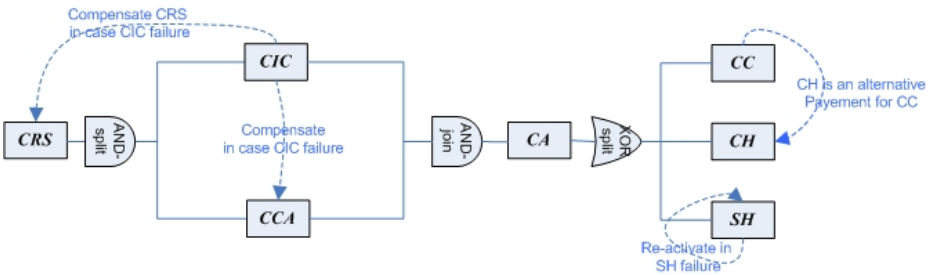 Compensate CRS
in case CIC failure
CIC
CC
CH is an alternative
Payement for CC
CRS
AND-
split
Compensate
in case CIC failure
AND-
join
CA
XOR
split
CH
CCA
SH
Re-activate in
SH failure